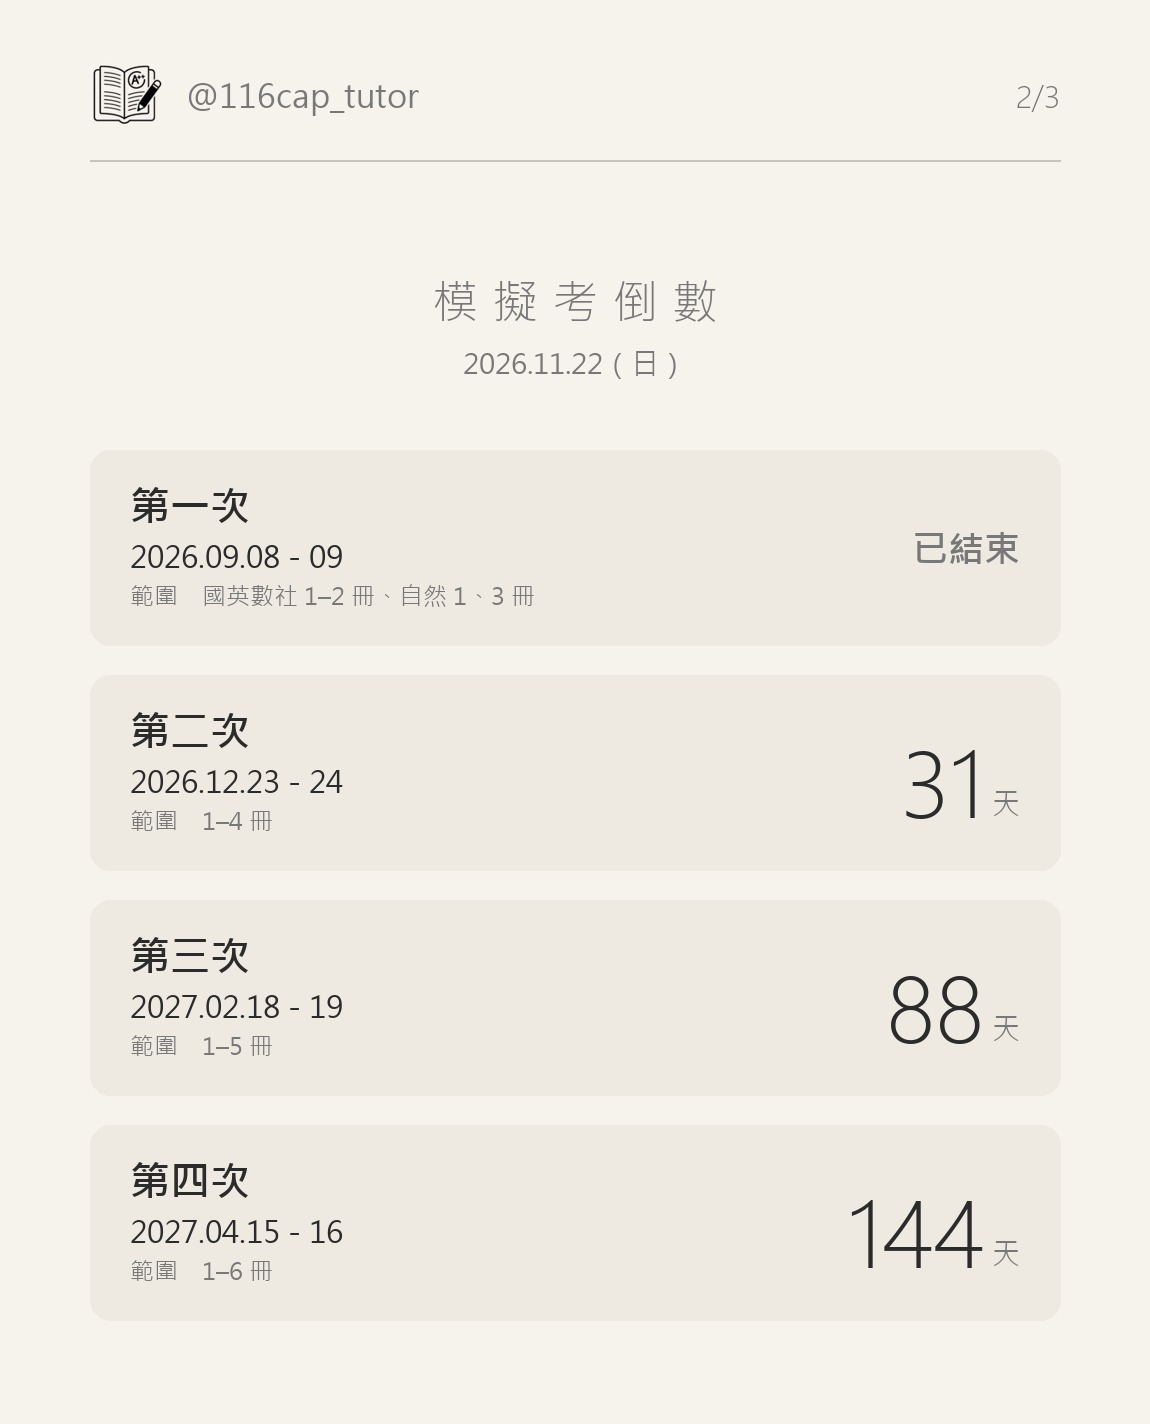 A++
@116cap_tutor
2/3
模擬考倒數
2026.11.22（日）
第一次
2026.09.08 - 09
範圍　國英數社 1–2 冊、自然 1、3 冊
已結束
第二次
2026.12.23 - 24
範圍　1–4 冊
31 天
第三次
2027.02.18 - 19
範圍　1–5 冊
88 天
第四次
2027.04.15 - 16
範圍　1–6 冊
144 天